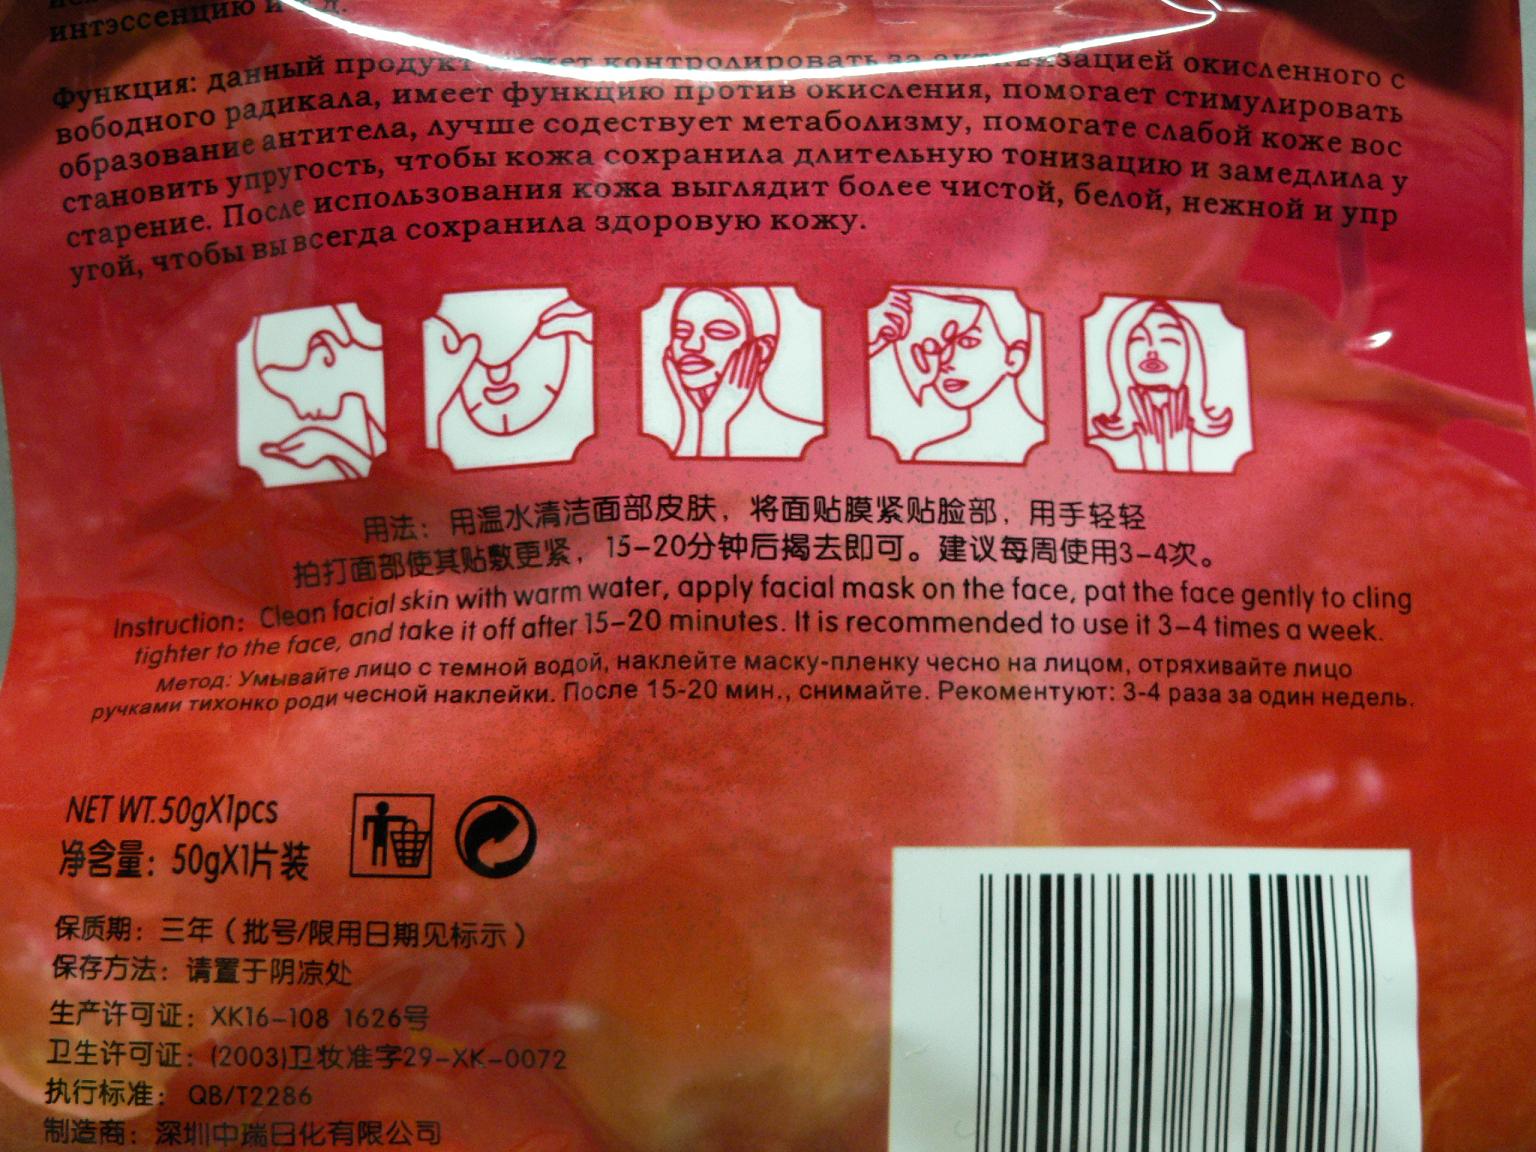 интэссенцию и т.д.
Функция: данный продукт может контролировать за активизацией окисленного с
вободного радикала, имеет функцию против окисления, помогает стимулировать
образование антитела, лучше содествует метаболизму, помогате слабой коже вос
становить упругость, чтобы кожа сохранила длительную тонизацию и замедлила у
старение. После использования кожа выглядит более чистой, белой, нежной и упр
угой, чтобы вы всегда сохранила здоровую кожу.
用法：用温水清洁面部皮肤，将面贴膜紧贴脸部，用手轻轻
拍打面部使其贴敷更紧，15-20分钟后揭去即可。建议每周使用3-4次。
Instruction: Clean facial skin with warm water, apply facial mask on the face, pat the face gently to cling
tighter to the face, and take it off after 15-20 minutes. It is recommended to use it 3-4 times a week.
Метод: Умывайте лицо с темной водой, наклейте маску-пленку чесно на лицом, отряхивайте лицо
ручками тихонко роди чесной наклейки. После 15-20 мин., снимайте. Рекоментуют: 3-4 раза за один недель.
NET WT.50gX1pcs
净含量：50gX1片装
保质期：三年（批号/限用日期见标示）
保存方法：请置于阴凉处
生产许可证：XK16-108 1626号
卫生许可证：(2003)卫妆准字29-XK-0072
执行标准：QB/T2286
制造商：深圳中瑞日化有限公司